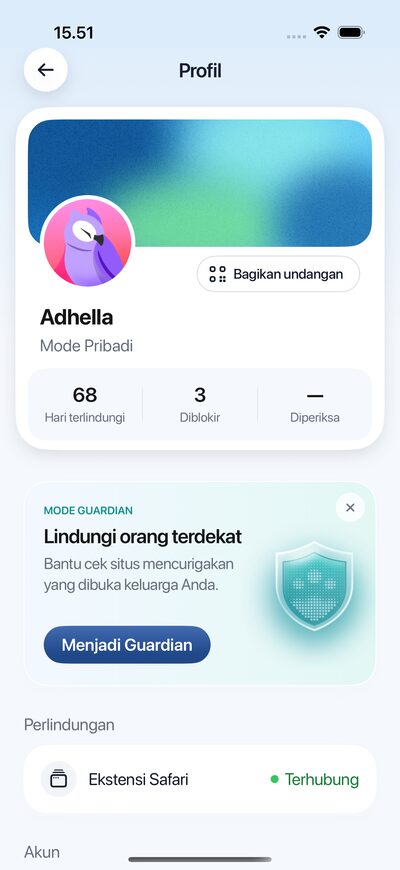 15.51
Profil
Bagikan undangan
Adhella
Mode Pribadi
68
Hari terlindungi
3
Diblokir
—
Diperiksa
MODE GUARDIAN
Lindungi orang terdekat
Bantu cek situs mencurigakan
yang dibuka keluarga Anda.
Menjadi Guardian
Perlindungan
Ekstensi Safari
Terhubung
Akun